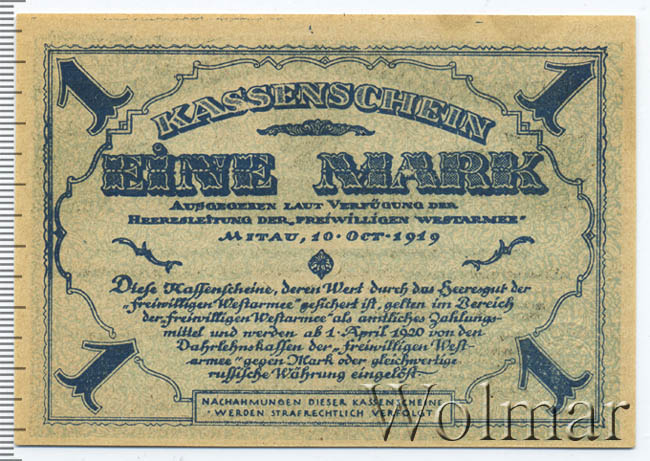 1 1
KASSENSCHEIN
EINE MARK
AUSGEGEBEN LAUT VERFÜGUNG DER
HEERESLEITUNG DER „FREIWILLIGEN WESTARMEE“
MITAU, 10·OCT·1919
Diese Kassenscheine, deren Wert durch das Heeresgut der
„freiwilligen Westarmee“ gesichert ist, gelten im Bereich
der „freiwilligen Westarmee“ als amtliches Zahlungs-
mittel und werden ab 1·April 1920 von den
Dahrlehnskassen der „freiwilligen West-
armee“ gegen Mark oder gleichwertige
russische Währung eingelöst·
1 1
NACHAHMUNGEN DIESER KASSENSCHEINE
WERDEN STRAFRECHTLICH VERFOLGT
Wolmar